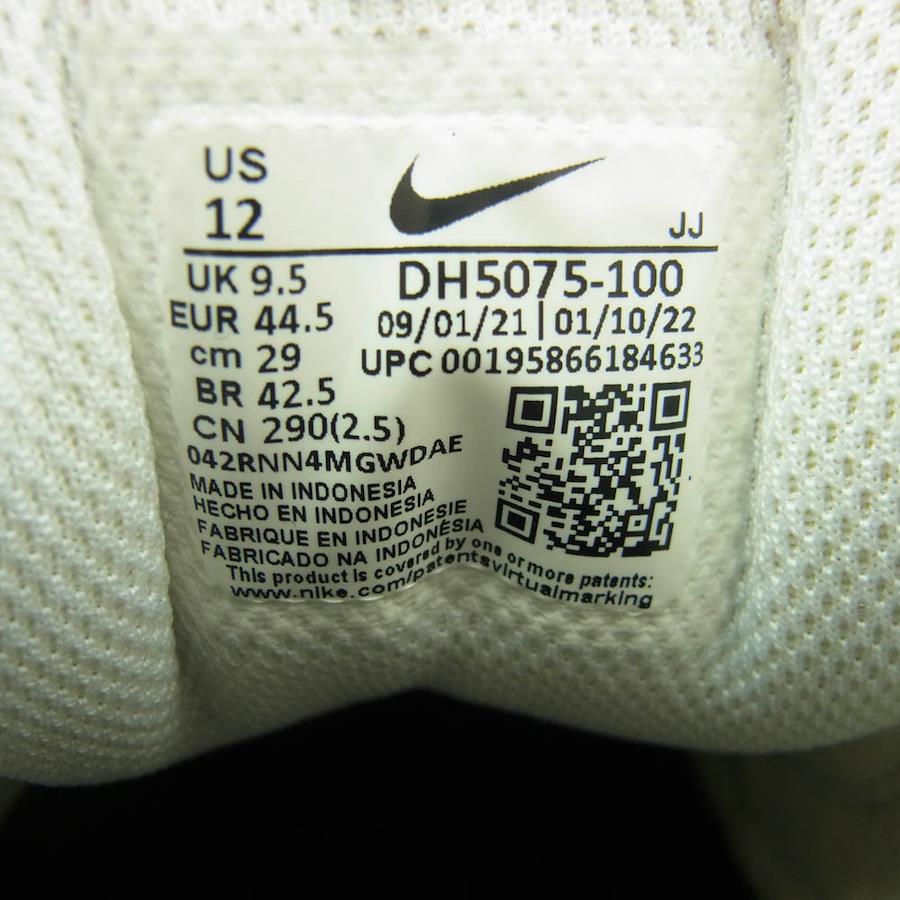 US
12
JJ
UK 9.5
DH5075-100
EUR 44.5
09/01/21 | 01/10/22
cm 29
UPC 00195866184633
BR 42.5
CN 290(2.5)
042RNN4MGWDAE
MADE IN INDONESIA
HECHO EN INDONESIA
FABRIQUE EN INDONESIE
FABRICADO NA INDONÉSIA
This product is covered by one or more patents:
www.nike.com/patentsvirtualmarking